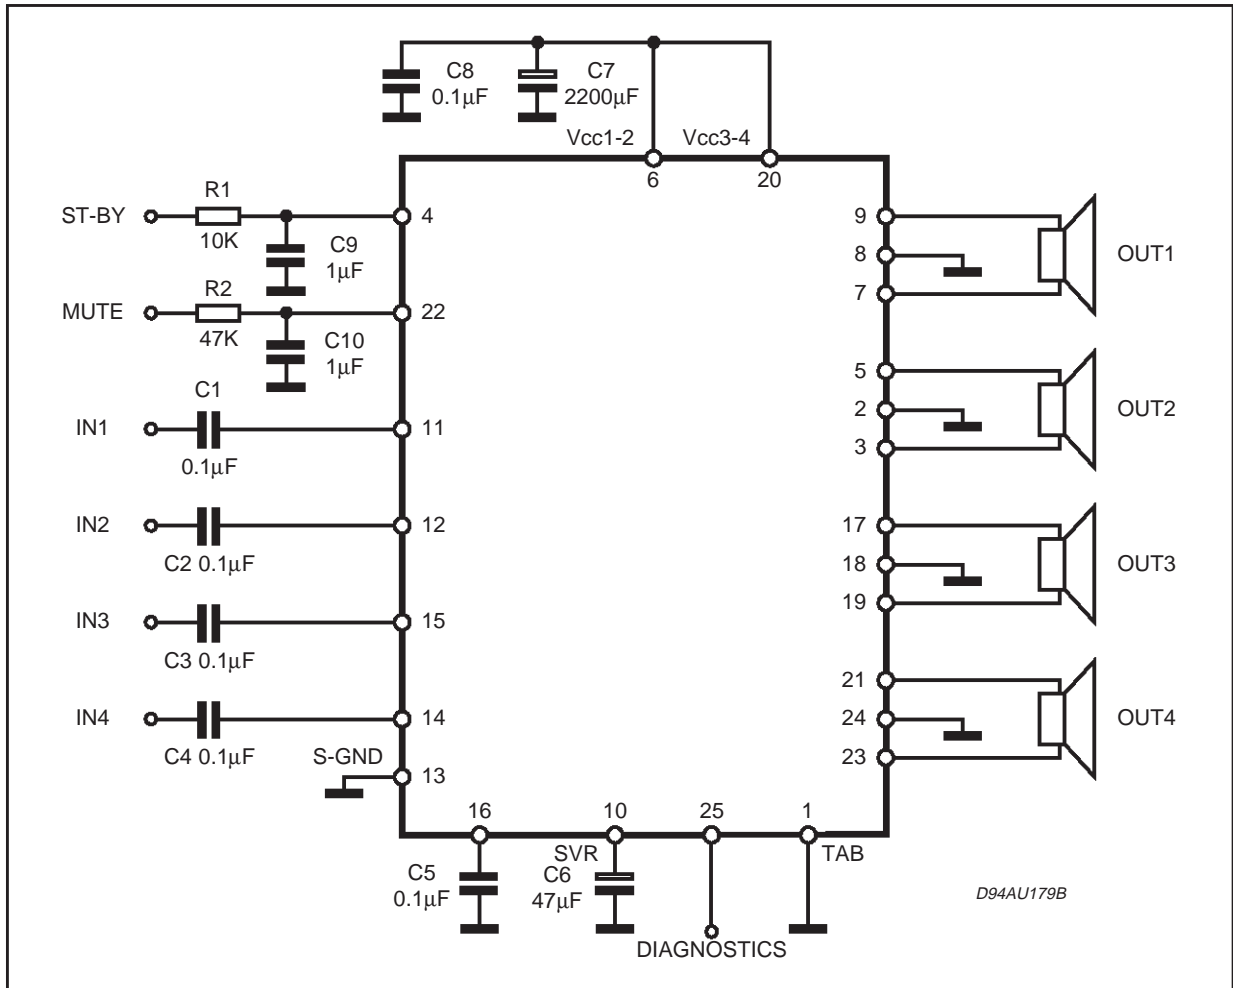 C8
0.1µF
C7
2200µF
Vcc1-2
Vcc3-4
6
20
ST-BY
R1
10K
C9
1µF
4
MUTE
R2
47K
C10
1µF
22
IN1
C1
0.1µF
11
IN2
C2 0.1µF
12
IN3
C3 0.1µF
15
IN4
C4 0.1µF
14
S-GND
13
9
8
7
OUT1
5
2
3
OUT2
17
18
19
OUT3
21
24
23
OUT4
16
10
25
1
C5
0.1µF
SVR
C6
47µF
TAB
DIAGNOSTICS
D94AU179B